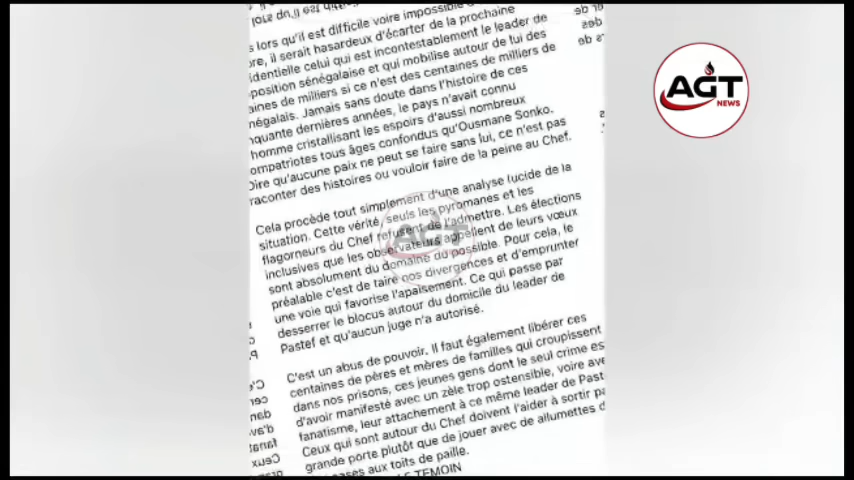 s lors qu'il est difficile voire impossible
re, il serait hasardeux d'écarter de la prochaine
identielle celui qui est incontestablement le leader de
position sénégalaise et qui mobilise autour de lui des
aines de milliers si ce n'est des centaines de milliers de
négalais. Jamais sans doute dans l'histoire de ces
nquante dernières années, le pays n'avait connu
homme cristallisant les espoirs d'aussi nombreux
ompatriotes tous âges confondus qu'Ousmane Sonko.
Dire qu'aucune paix ne peut se faire sans lui, ce n'est pas
raconter des histoires ou vouloir faire de la peine au Chef.
Cela procède tout simplement d'une analyse lucide de la
situation. Cette vérité, seuls les pyromanes et les
flagorneurs du Chef refusent de l'admettre. Les élections
inclusives que les observateurs appellent de leurs vœux
sont absolument du domaine du possible. Pour cela, le
préalable c'est de taire nos divergences et d'emprunter
une voie qui favorise l'apaisement. Ce qui passe par
desserrer le blocus autour du domicile du leader de
Pastef et qu'aucun juge n'a autorisé.
C'est un abus de pouvoir. Il faut également libérer ces
centaines de pères et mères de familles qui croupissent
dans nos prisons, ces jeunes gens dont le seul crime es
d'avoir manifesté avec un zèle trop ostensible, voire ave
fanatisme, leur attachement à ce même leader de Paste
Ceux qui sont autour du Chef doivent l'aider à sortir pa
grande porte plutôt que de jouer avec des allumettes d
cases aux toits de paille.
LE TEMOIN
AGT
NEWS
AGT